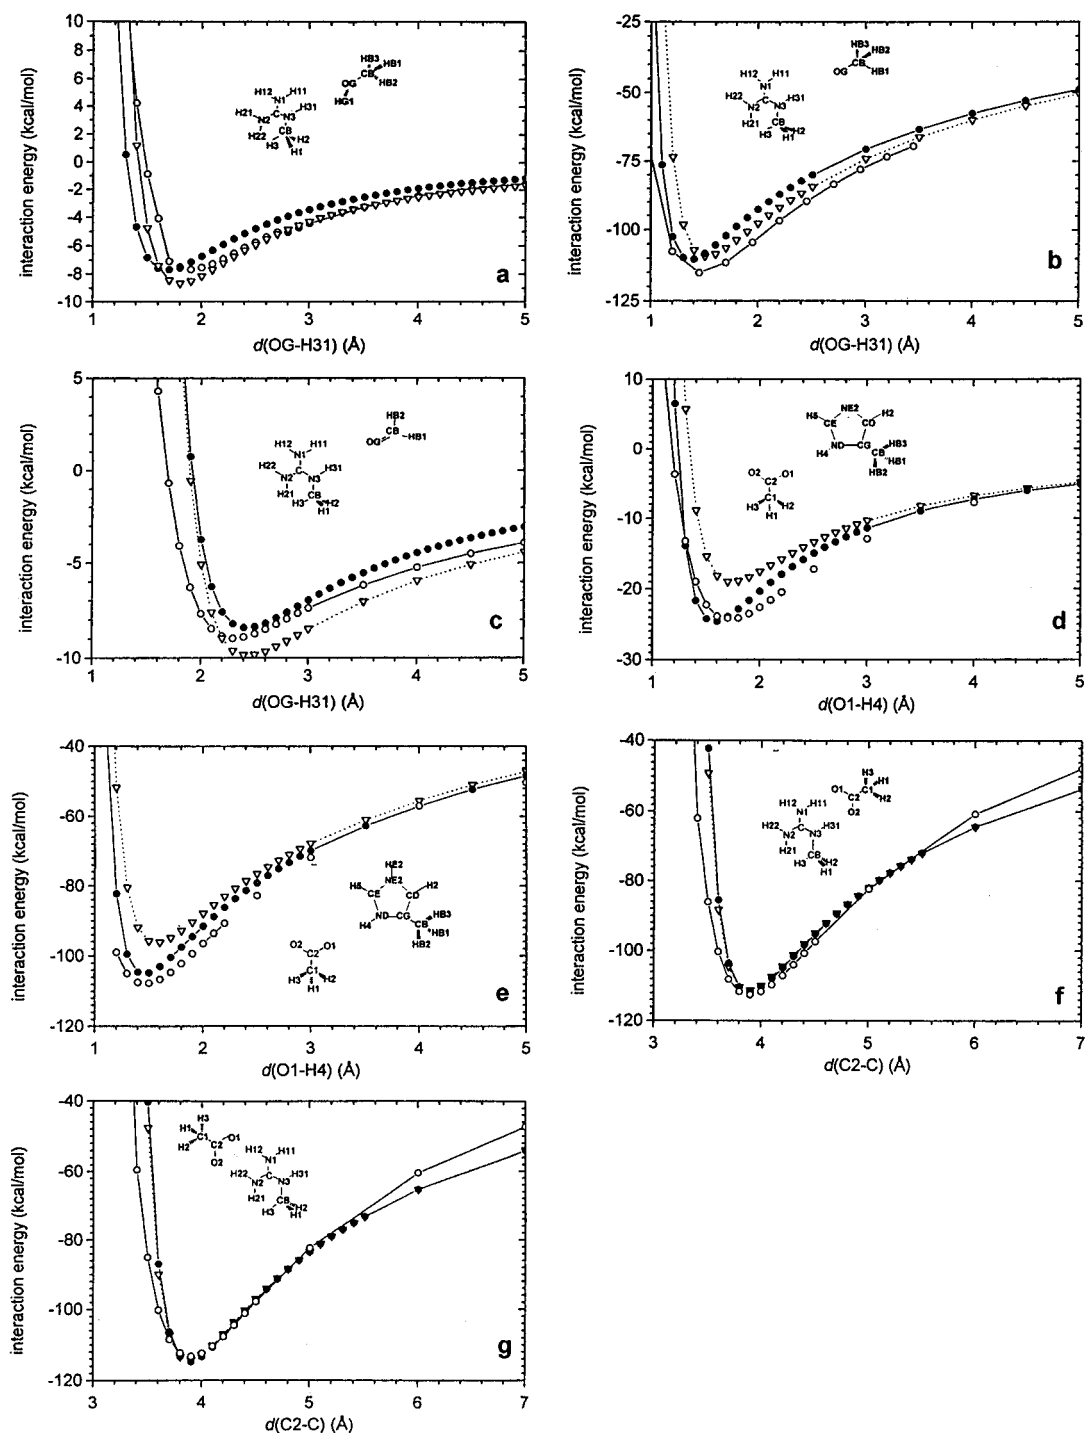 interaction energy (kcal/mol)
10
8
6
4
2
0
-2
-4
-6
-8
-10
HB3
HB1
CB
HB2
OG
HG1
H12
H11
N1
H21
C
H31
N2
N3
H22
CB
H3
H2
H1
a
1 2 3 4 5
d(OG-H31) (Å)
interaction energy (kcal/mol)
-25
-50
-75
-100
-125
HB3
HB2
CB
OG
HB1
H12
H11
N1
H22
C
H31
N2
N3
H21
CB
H3
H2
H1
b
1 2 3 4 5
d(OG-H31) (Å)
interaction energy (kcal/mol)
5
0
-5
-10
HB2
CB
OG
HB1
H12
H11
N1
H22
C
H31
N2
N3
H21
CB
H3
H2
H1
c
1 2 3 4 5
d(OG-H31) (Å)
interaction energy (kcal/mol)
10
0
-10
-20
-30
NE2
H5
H2
CE
CD
ND
CG
H4
HB3
CB
HB1
HB2
O2
O1
C2
C1
H3
H2
H1
d
1 2 3 4 5
d(O1-H4) (Å)
interaction energy (kcal/mol)
-40
-60
-80
-100
-120
HE2
NE2
H5
H2
CE
CD
ND
CG
H4
HB3
CB
HB1
HB2
O2
O1
C2
C1
H3
H2
H1
e
1 2 3 4 5
d(O1-H4) (Å)
interaction energy (kcal/mol)
-40
-60
-80
-100
-120
H3
H1
O1
C1
C2
H2
O2
H12
H11
N1
H22
C
H31
N2
N3
H21
CB
H3
H2
H1
f
3 4 5 6 7
d(C2-C) (Å)
interaction energy (kcal/mol)
-40
-60
-80
-100
-120
H3
H1
C1
O1
H2
C2
O2
H12
H11
N1
H22
C
H31
N2
N3
H21
CB
H3
H2
H1
g
3 4 5 6 7
d(C2-C) (Å)